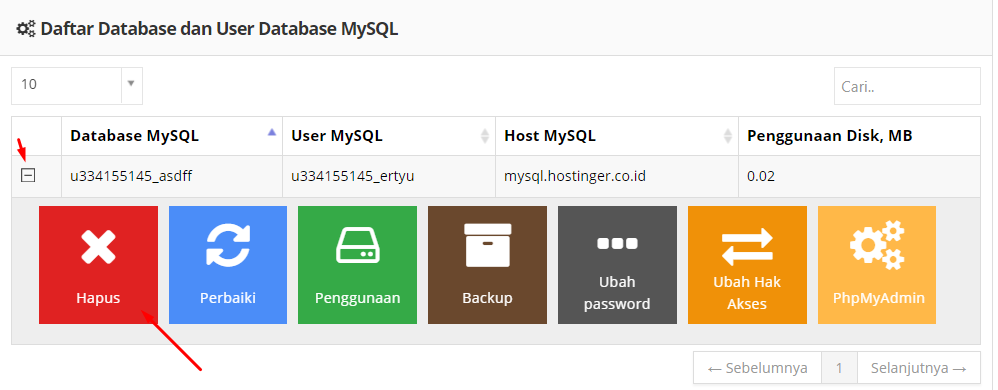 Daftar Database dan User Database MySQL
10
Cari..
Database MySQL User MySQL Host MySQL Penggunaan Disk, MB
u334155145_asdff u334155145_ertyu mysql.hostinger.co.id 0.02
Hapus Perbaiki Penggunaan Backup Ubah password Ubah Hak Akses PhpMyAdmin
← Sebelumnya 1 Selanjutnya →